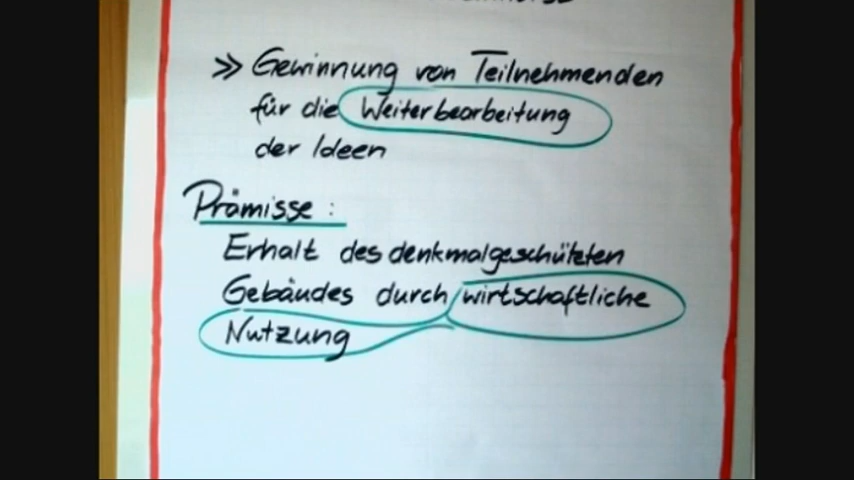 >> Gewinnung von Teilnehmenden
für die Weiterbearbeitung
der Ideen
Prämisse :
Erhalt des denkmalgeschützten
Gebäudes durch wirtschaftliche
Nutzung